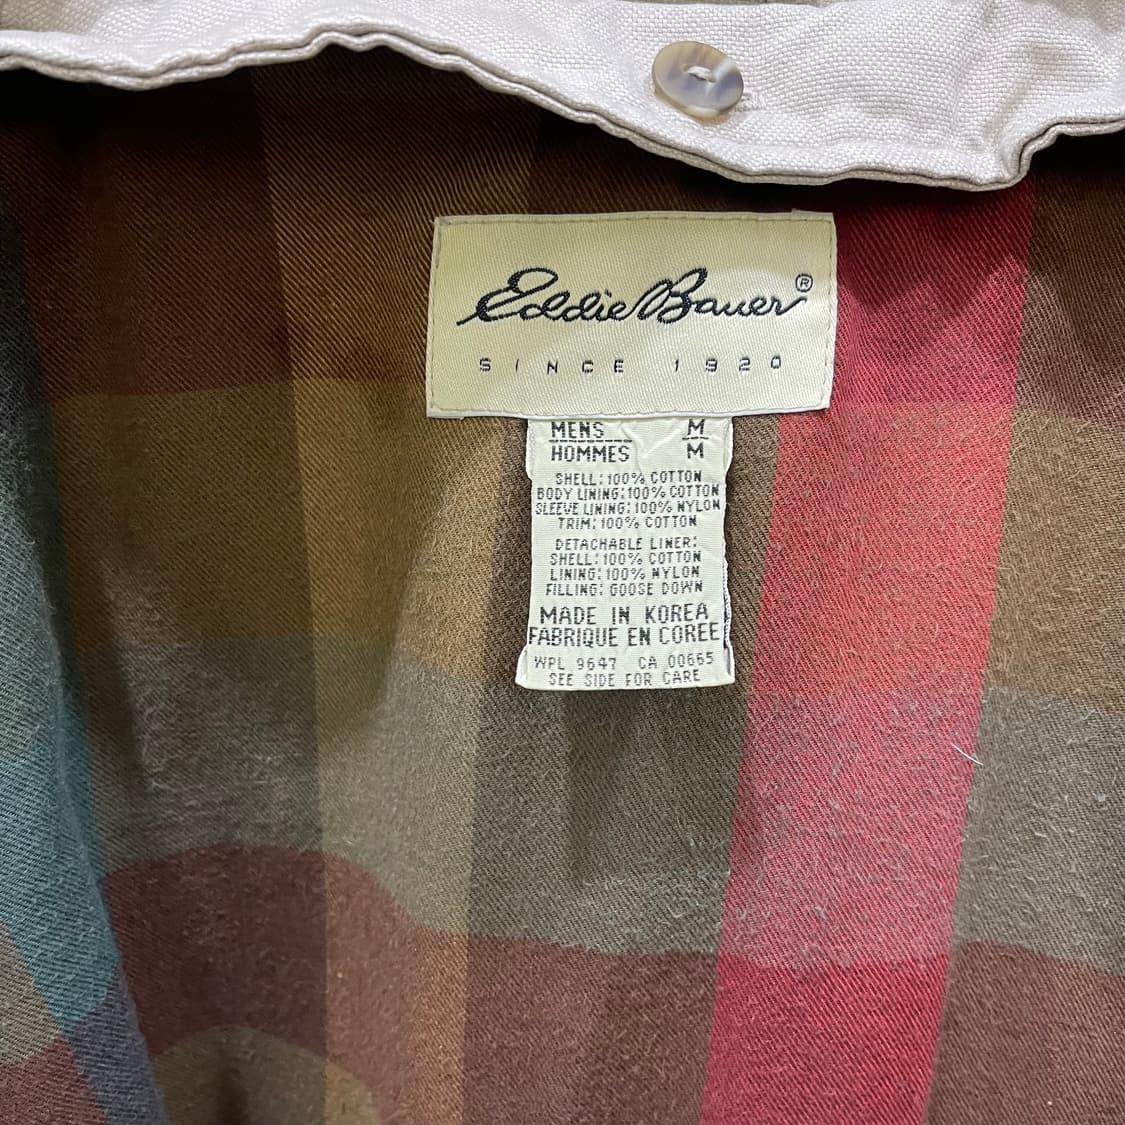 Eddie Bauer®
SINCE 1920
MENS M
HOMMES M
SHELL: 100% COTTON
BODY LINING: 100% COTTON
SLEEVE LINING: 100% NYLON
TRIM: 100% COTTON
DETACHABLE LINER:
SHELL: 100% COTTON
LINING: 100% NYLON
FILLING: GOOSE DOWN
MADE IN KOREA
FABRIQUE EN COREE
WPL 9647 CA 00665
SEE SIDE FOR CARE